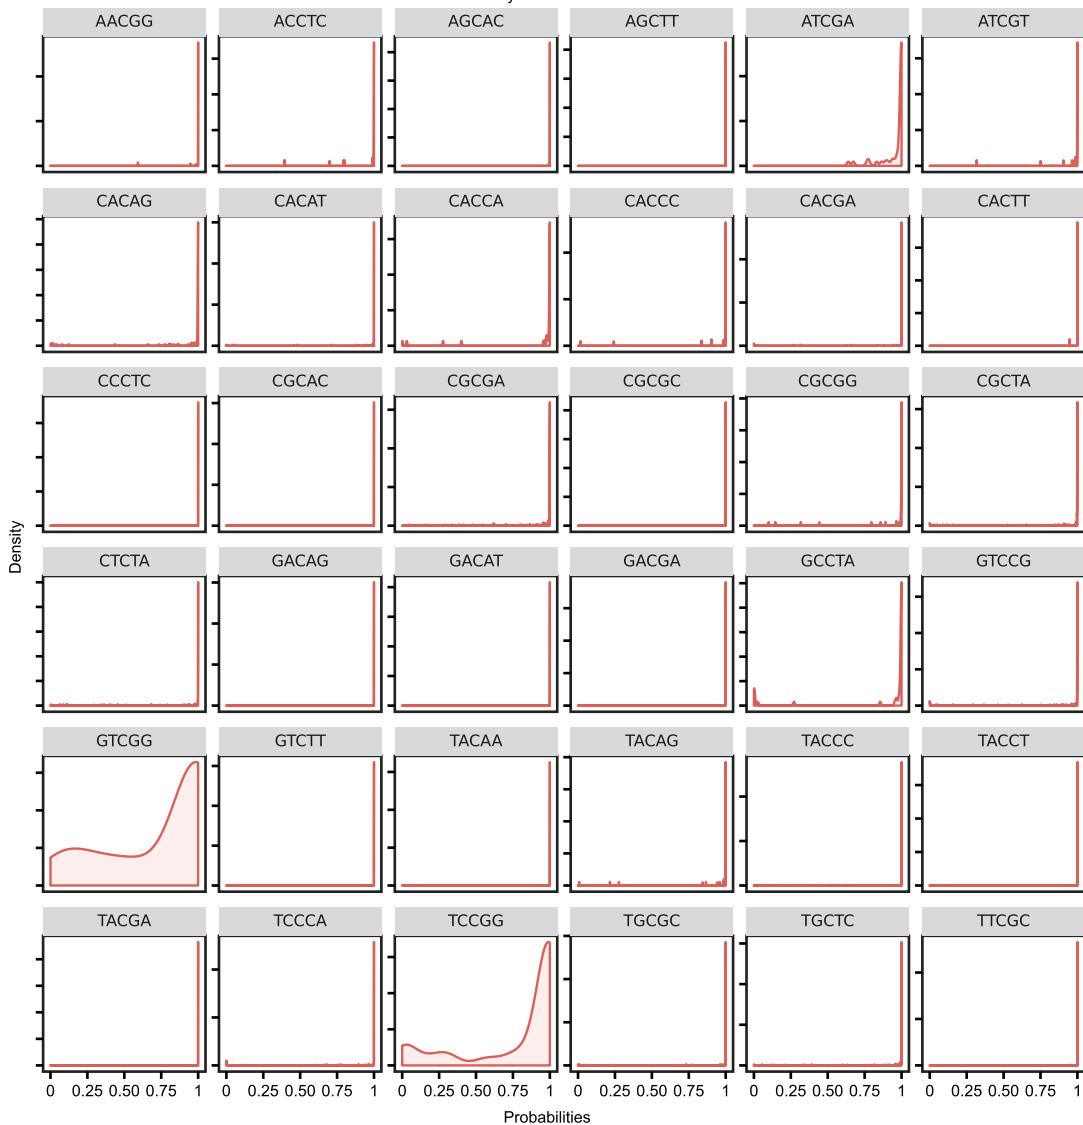 AACGG ACCTC AGCAC AGCTT ATCGA ATCGT
CACAG CACAT CACCA CACCC CACGA CACTT
CCCTC CGCAC CGCGA CGCGC CGCGG CGCTA
Density
CTCTA GACAG GACAT GACGA GCCTA GTCCG
GTCGG GTCTT TACAA TACAG TACCC TACCT
TACGA TCCCA TCCGG TGCGC TGCTC TTCGC
0 0.25 0.50 0.75 1 0 0.25 0.50 0.75 1 0 0.25 0.50 0.75 1 0 0.25 0.50 0.75 1 0 0.25 0.50 0.75 1 0 0.25 0.50 0.75 1
Probabilities